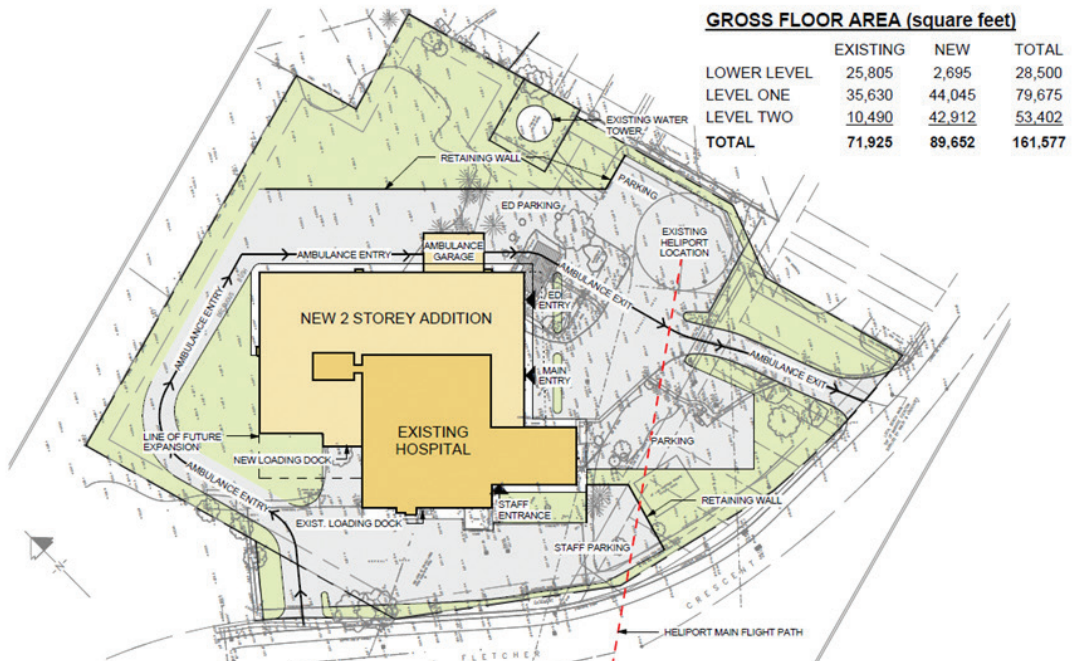 GROSS FLOOR AREA (square feet)
EXISTING NEW TOTAL
LOWER LEVEL 25,805 2,695 28,500
LEVEL ONE 35,630 44,045 79,675
LEVEL TWO 10,490 42,912 53,402
TOTAL 71,925 89,652 161,577
EXISTING WATER
TOWER
RETAINING WALL
PARKING
ED PARKING
EXISTING
HELIPORT
LOCATION
AMBULANCE ENTRY
AMBULANCE
GARAGE
AMBULANCE EXIT
AMBULANCE ENTRY
ED
ENTRY
NEW 2 STOREY ADDITION
AMBULANCE EXIT
MAIN
ENTRY
EXISTING
HOSPITAL
LINE OF FUTURE
EXPANSION
PARKING
NEW LOADING DOCK
AMBULANCE ENTRY
RETAINING WALL
STAFF
ENTRANCE
EXIST. LOADING DOCK
STAFF PARKING
N
CRESCENT
HELIPORT MAIN FLIGHT PATH
FLETCHER